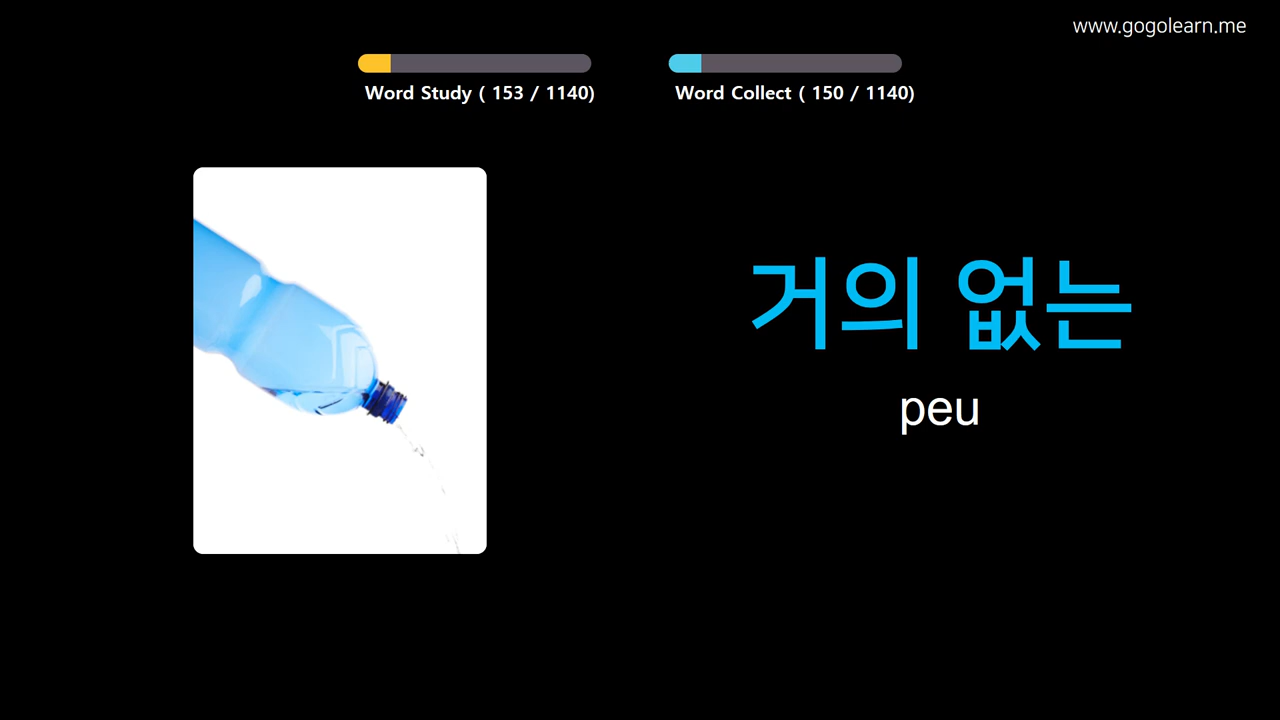 www.gogolearn.me
Word Study ( 153 / 1140)
Word Collect ( 150 / 1140)
거의 없는
peu